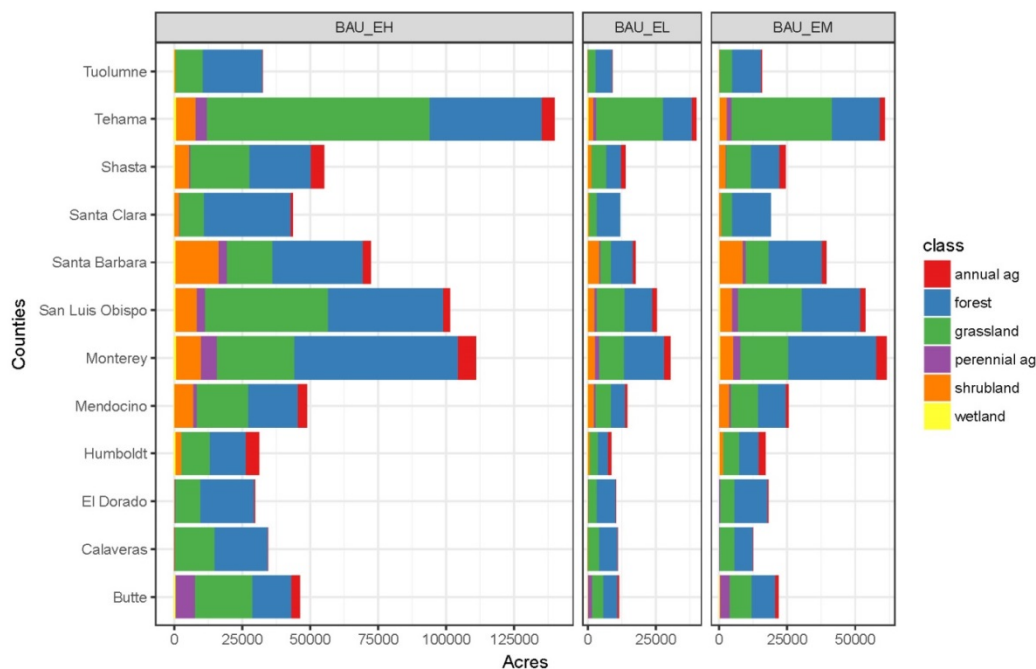 BAU_EH BAU_EL BAU_EM
Counties
Tuolumne
Tehama
Shasta
Santa Clara
Santa Barbara
San Luis Obispo
Monterey
Mendocino
Humboldt
El Dorado
Calaveras
Butte
0 25000 50000 75000 100000 125000 0 25000 0 25000 50000
Acres
class
annual ag
forest
grassland
perennial ag
shrubland
wetland